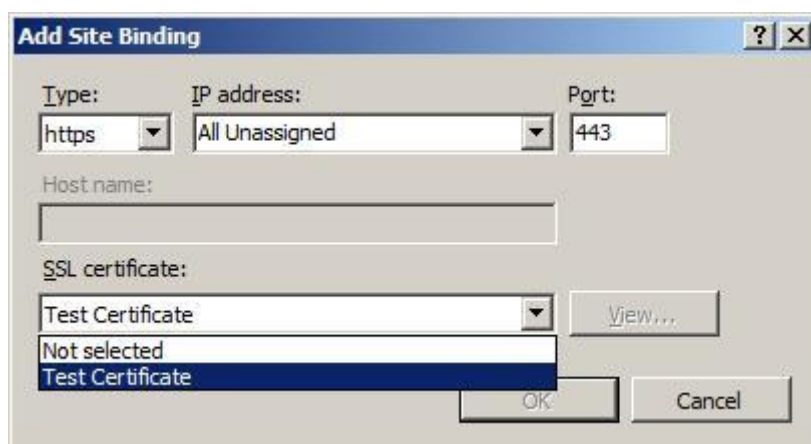 Add Site Binding
Type: IP address: Port:
https All Unassigned 443
Host name:
SSL certificate:
Test Certificate View...
Not selected
Test Certificate
OK Cancel